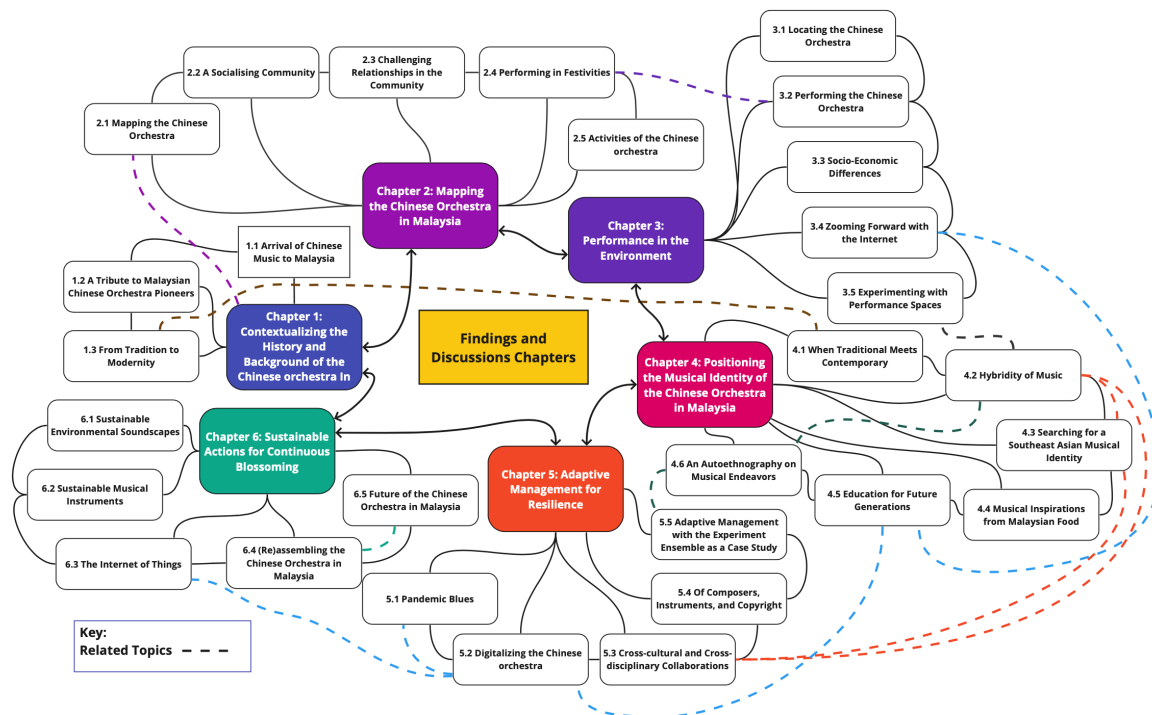 2.1 Mapping the Chinese
Orchestra
2.2 A Socialising Community
2.3 Challenging
Relationships in the
Community
2.4 Performing in Festivities
2.5 Activities of the Chinese
orchestra
Chapter 2: Mapping
the Chinese Orchestra
in Malaysia
3.1 Locating the Chinese
Orchestra
3.2 Performing the Chinese
Orchestra
3.3 Socio-Economic
Differences
3.4 Zooming Forward with
the Internet
3.5 Experimenting with
Performance Spaces
Chapter 3:
Performance in the
Environment
1.1 Arrival of Chinese
Music to Malaysia
1.2 A Tribute to Malaysian
Chinese Orchestra Pioneers
1.3 From Tradition to
Modernity
Chapter 1:
Contextualizing the
History and
Background of the
Chinese orchestra In
Findings and
Discussions Chapters
Chapter 4: Positioning
the Musical Identity of
the Chinese Orchestra
in Malaysia
4.1 When Traditional Meets
Contemporary
4.2 Hybridity of Music
4.3 Searching for a
Southeast Asian Musical
Identity
4.4 Musical Inspirations
from Malaysian Food
4.5 Education for Future
Generations
4.6 An Autoethnography on
Musical Endeavors
6.1 Sustainable
Environmental Soundscapes
6.2 Sustainable Musical
Instruments
6.3 The Internet of Things
6.4 (Re)assembling the
Chinese Orchestra in
Malaysia
6.5 Future of the Chinese
Orchestra in Malaysia
Chapter 6: Sustainable
Actions for Continuous
Blossoming
Chapter 5: Adaptive
Management for
Resilience
5.5 Adaptive Management
with the Experiment
Ensemble as a Case Study
5.4 Of Composers,
Instruments, and Copyright
5.1 Pandemic Blues
5.2 Digitalizing the Chinese
orchestra
5.3 Cross-cultural and Cross-
disciplinary Collaborations
Key:
Related Topics